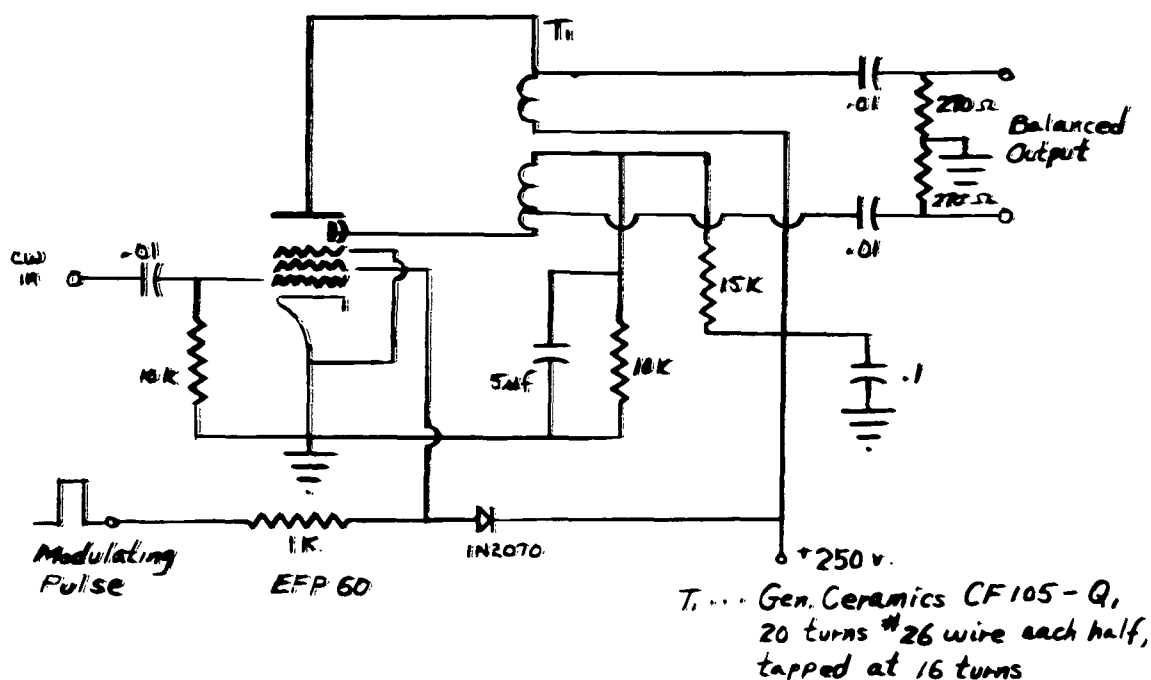 T1
.01
270Ω
Balanced
Output
270Ω
.01
CW
IN
.01
10K
5μf
10K
15K
.1
1K
1N2070
Modulating
Pulse
EFP 60
+250 v.
T1 ... Gen. Ceramics CF105-Q,
20 turns #26 wire each half,
tapped at 16 turns